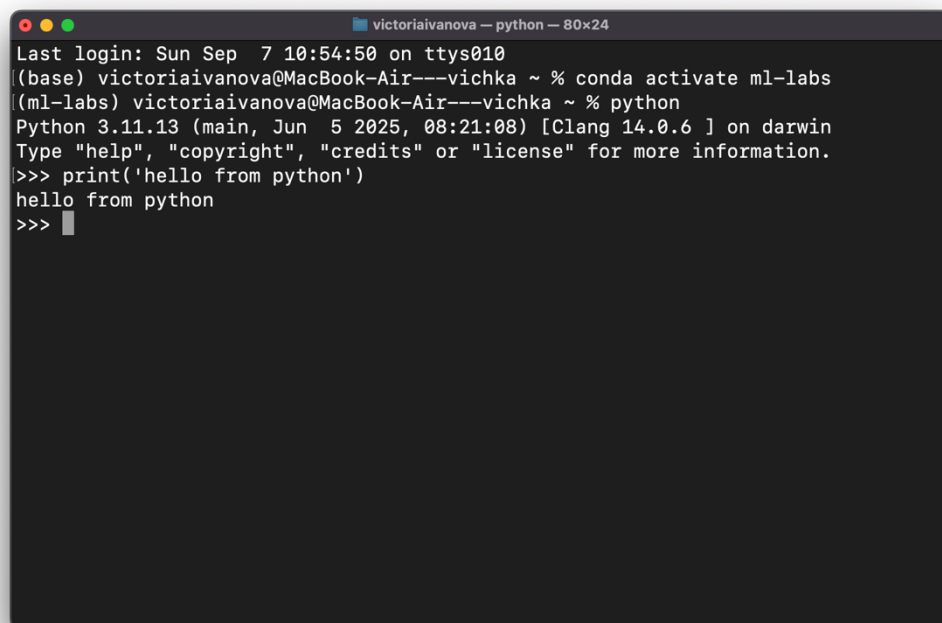 victoriaivanova — python — 80×24
Last login: Sun Sep  7 10:54:50 on ttys010
[(base) victoriaivanova@MacBook-Air---vichka ~ % conda activate ml-labs
[(ml-labs) victoriaivanova@MacBook-Air---vichka ~ % python
Python 3.11.13 (main, Jun  5 2025, 08:21:08) [Clang 14.0.6 ] on darwin
Type "help", "copyright", "credits" or "license" for more information.
[>>> print('hello from python')
hello from python
>>>